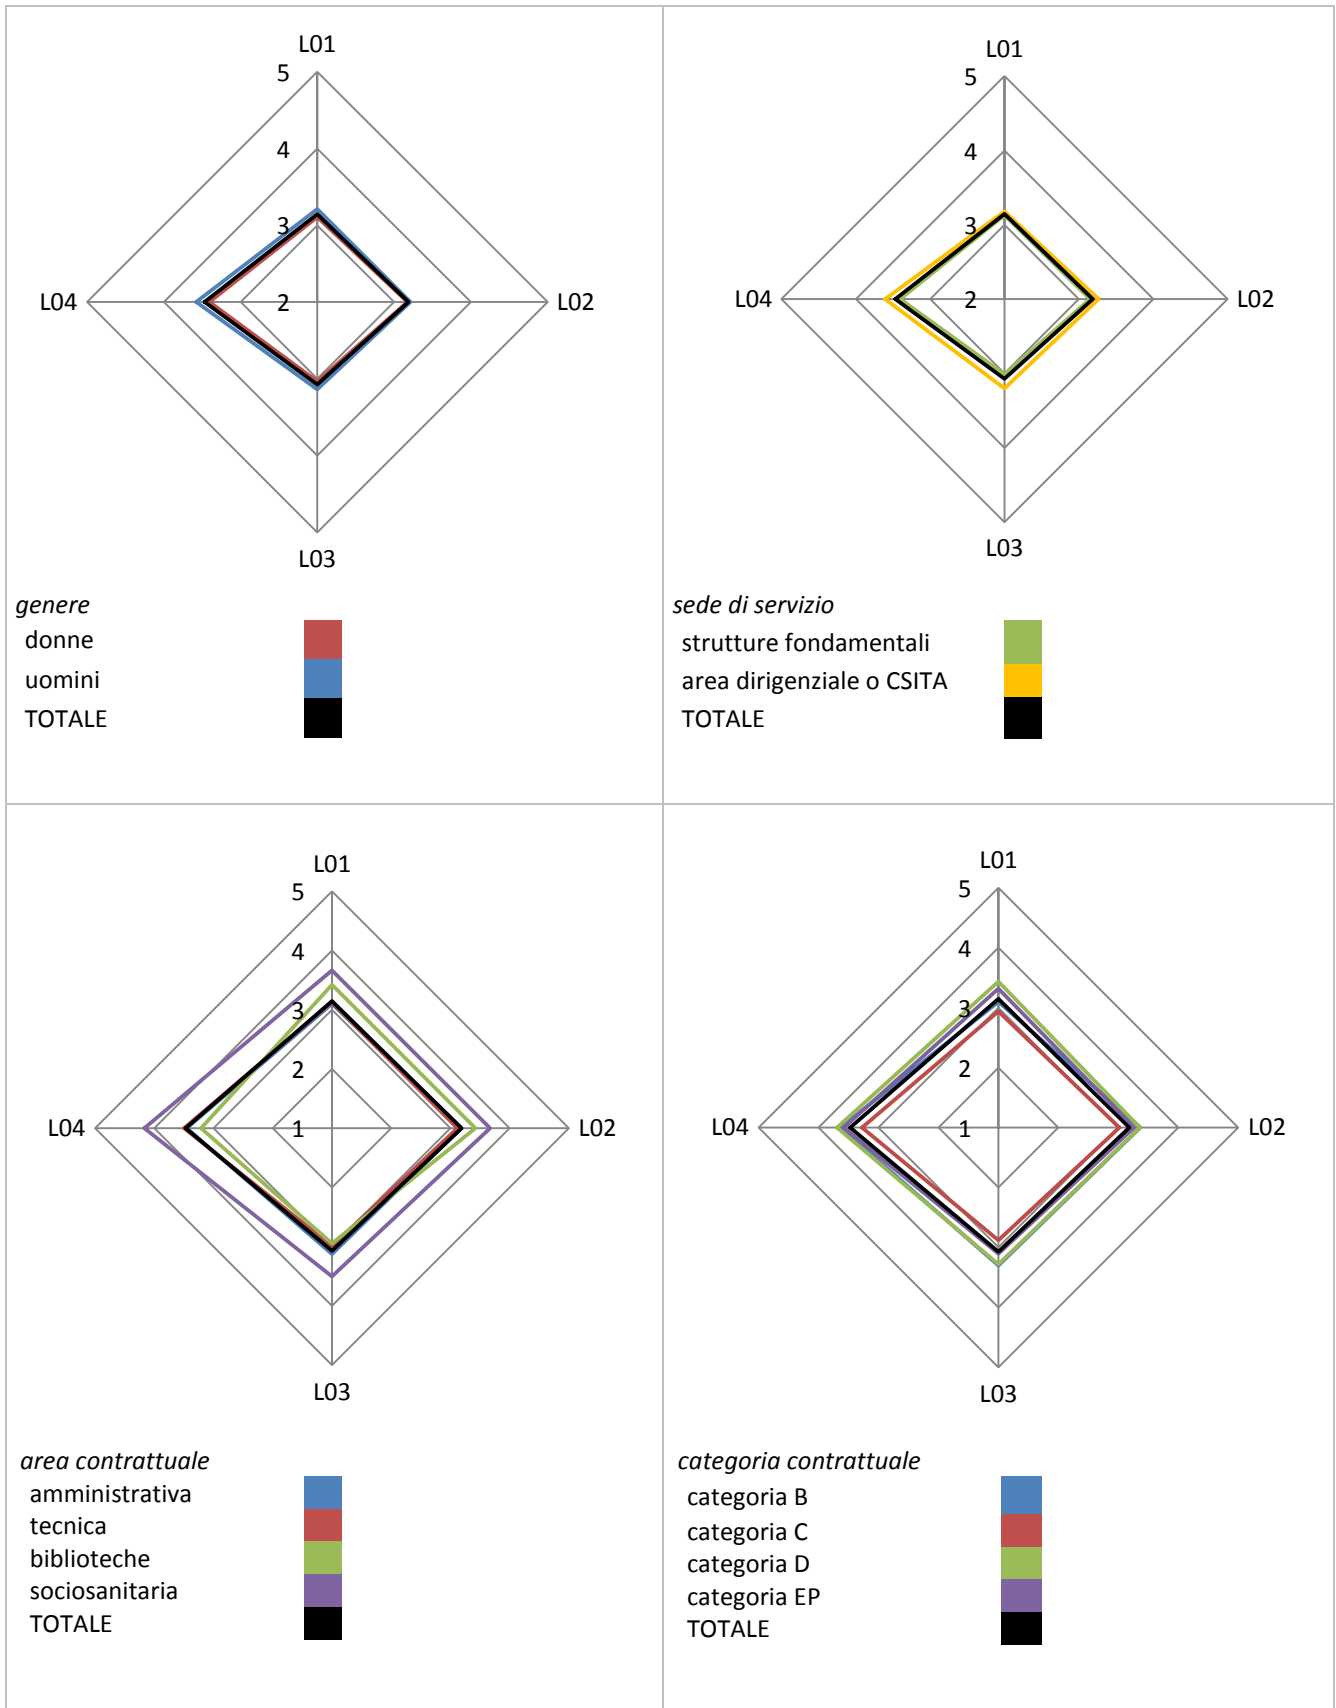 L01
5
4
3
L04
2
L02
L03
genere
donne
uomini
TOTALE
L01
5
4
3
L04
2
L02
L03
sede di servizio
strutture fondamentali
area dirigenziale o CSITA
TOTALE
L01
5
4
3
2
L04
1
L02
L03
area contrattuale
amministrativa
tecnica
biblioteche
sociosanitaria
TOTALE
L01
5
4
3
2
L04
1
L02
L03
categoria contrattuale
categoria B
categoria C
categoria D
categoria EP
TOTALE